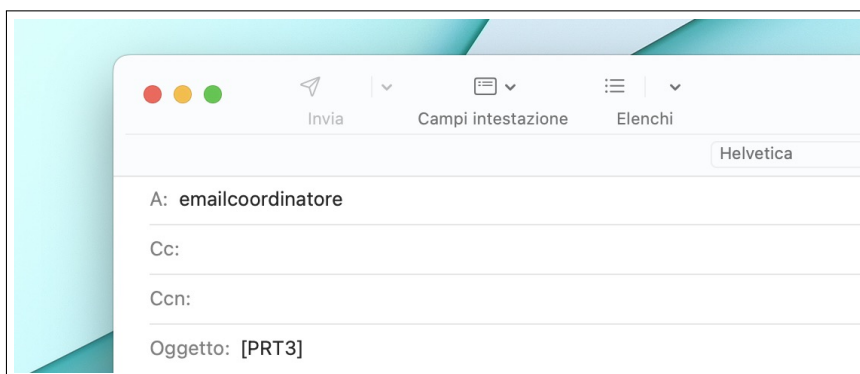 Invia Campi intestazione Elenchi
Helvetica
A: emailcoordinatore
Cc:
Ccn:
Oggetto: [PRT3]